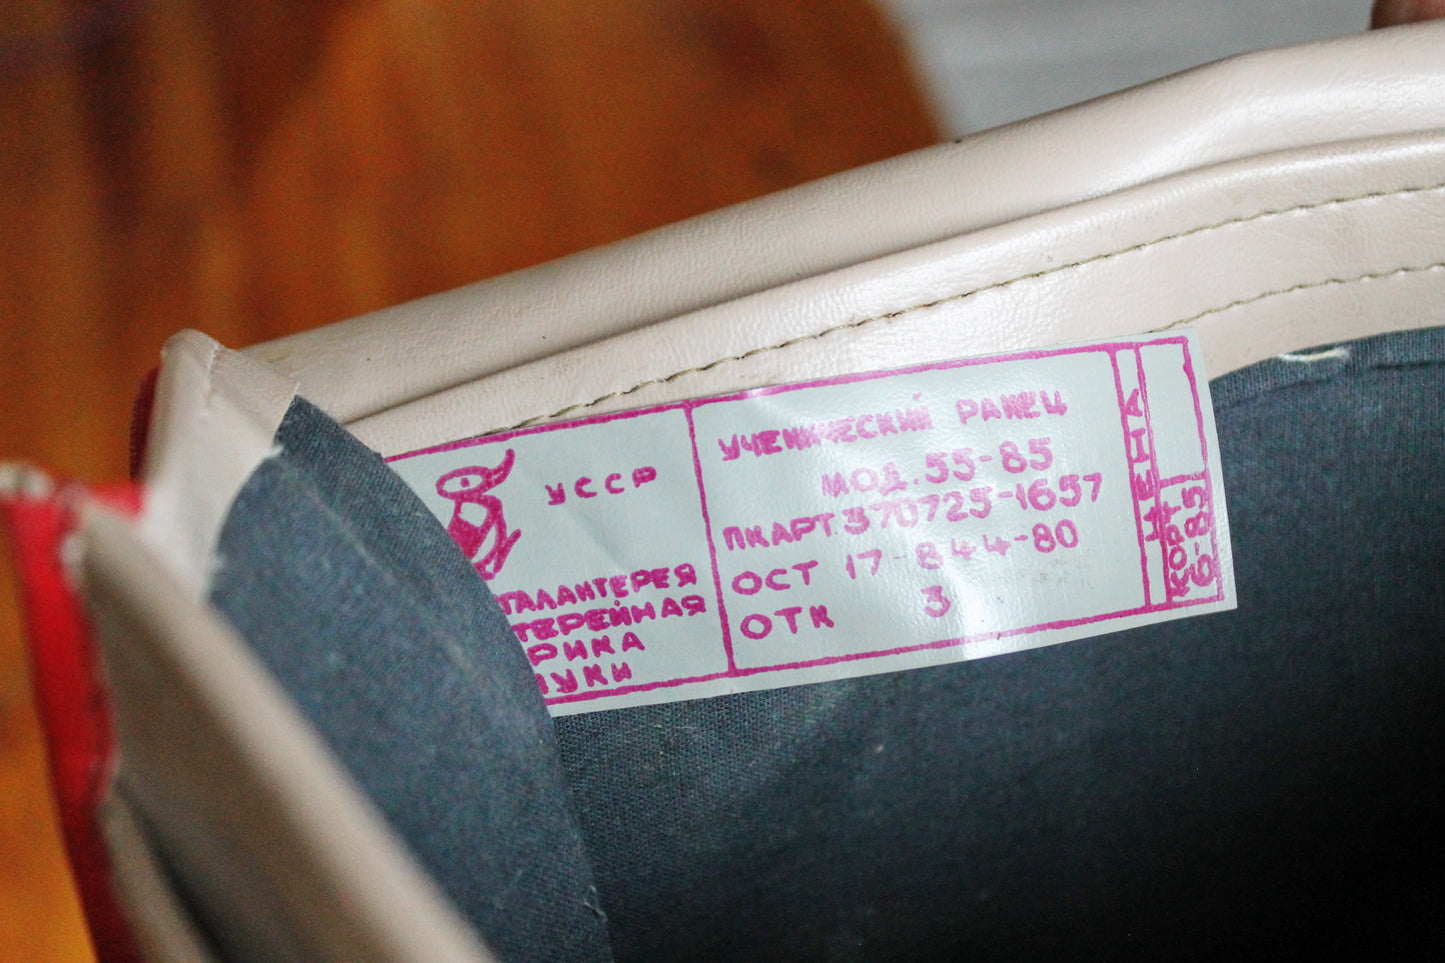 УССР
ГАЛАНТЕРЕЯ
ТЕРЕЙНАЯ
РИКА
УКИ
УЧЕНИЧЕСКИЙ РАНЕЦ
МОД. 55-85
ПКАРТ 370725-1657
ОСТ 17-844-80
ОТК 3
ЦЕНА
КОРТ
6-85